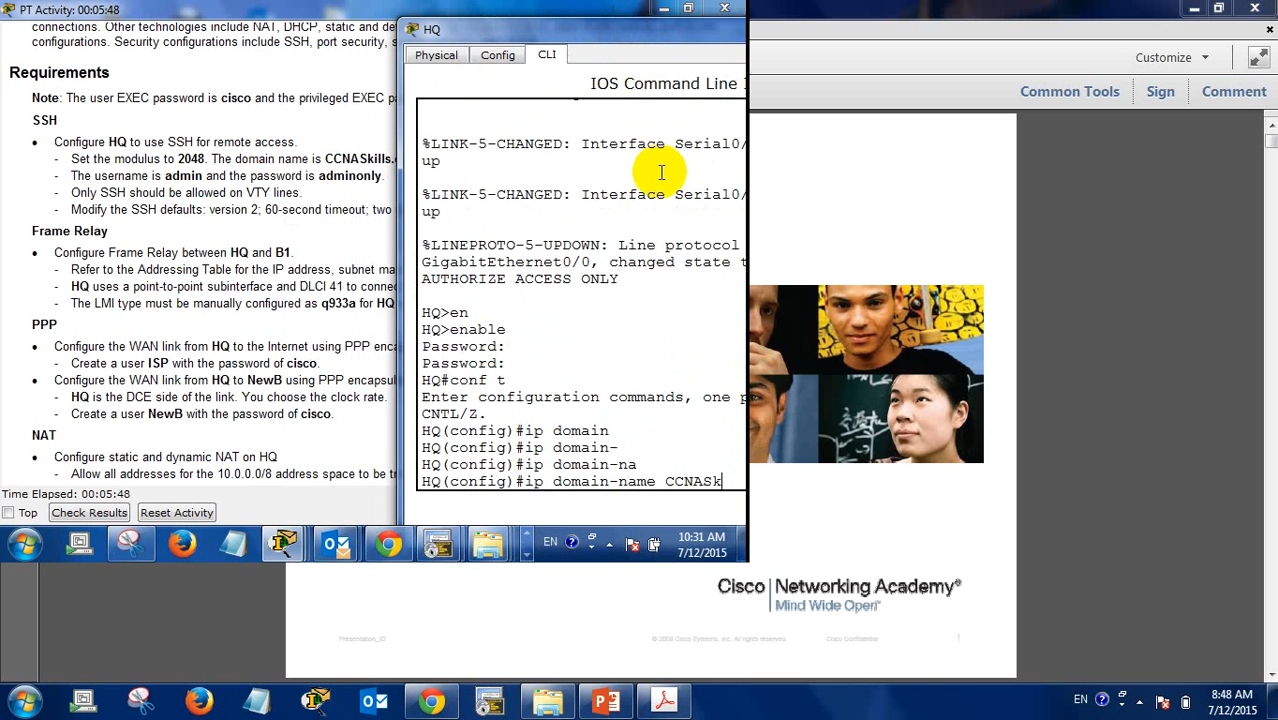 PT Activity: 00:05:48
connections. Other technologies include NAT, DHCP, static and de
configurations. Security configurations include SSH, port security, s
Requirements
Note: The user EXEC password is cisco and the privileged EXEC pa
SSH
Configure HQ to use SSH for remote access.
- Set the modulus to 2048. The domain name is CCNASkills.c
- The username is admin and the password is adminonly.
- Only SSH should be allowed on VTY lines.
- Modify the SSH defaults: version 2; 60-second timeout; two
Frame Relay
Configure Frame Relay between HQ and B1.
- Refer to the Addressing Table for the IP address, subnet ma
- HQ uses a point-to-point subinterface and DLCI 41 to conne
- The LMI type must be manually configured as q933a for HQ
PPP
Configure the WAN link from HQ to the Internet using PPP enc
- Create a user ISP with the password of cisco.
Configure the WAN link from HQ to NewB using PPP encapsul
HQ is the DCE side of the link. You choose the clock rate.
- Create a user NewB with the password of cisco.
NAT
Configure static and dynamic NAT on HQ
- Allow all addresses for the 10.0.0.0/8 address space to be tr
Time Elapsed: 00:05:48
Top
Check Results
Reset Activity
HQ
Physical
Config
CLI
IOS Command Line I
%LINK-5-CHANGED: Interface Serial0/
up
%LINK-5-CHANGED: Interface Serial0/
up
%LINEPROTO-5-UPDOWN: Line protocol
GigabitEthernet0/0, changed state t
AUTHORIZE ACCESS ONLY
HQ>en
HQ>enable
Password:
Password:
HQ#conf t
Enter configuration commands, one p
CNTL/Z.
HQ(config)#ip domain
HQ(config)#ip domain-
HQ(config)#ip domain-na
HQ(config)#ip domain-name CCNASk
EN
10:31 AM
7/12/2015
Customize
Common Tools
Sign
Comment
Cisco Networking Academy®
Mind Wide Open™
Presentation_ID
© 2008 Cisco Systems, Inc. All rights reserved.
Cisco Confidential
1
EN
8:48 AM
7/12/2015